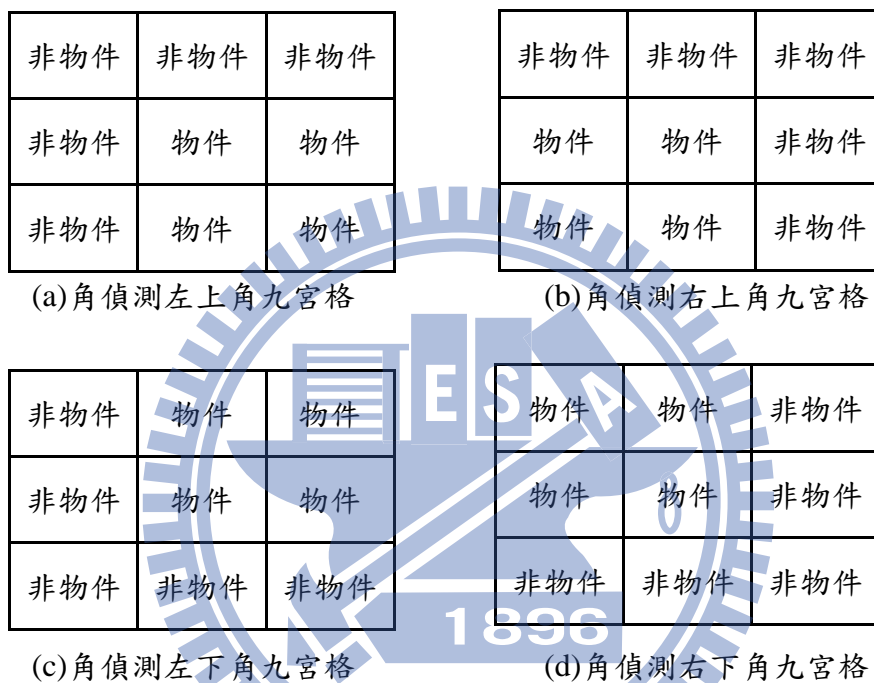 非物件 非物件 非物件
非物件 物件 物件
非物件 物件 物件
(a)角偵測左上角九宮格
非物件 非物件 非物件
物件 物件 非物件
物件 物件 非物件
(b)角偵測右上角九宮格
非物件 物件 物件
非物件 物件 物件
非物件 非物件 非物件
(c)角偵測左下角九宮格
物件 物件 非物件
物件 物件 非物件
非物件 非物件 非物件
(d)角偵測右下角九宮格
E S A
1896